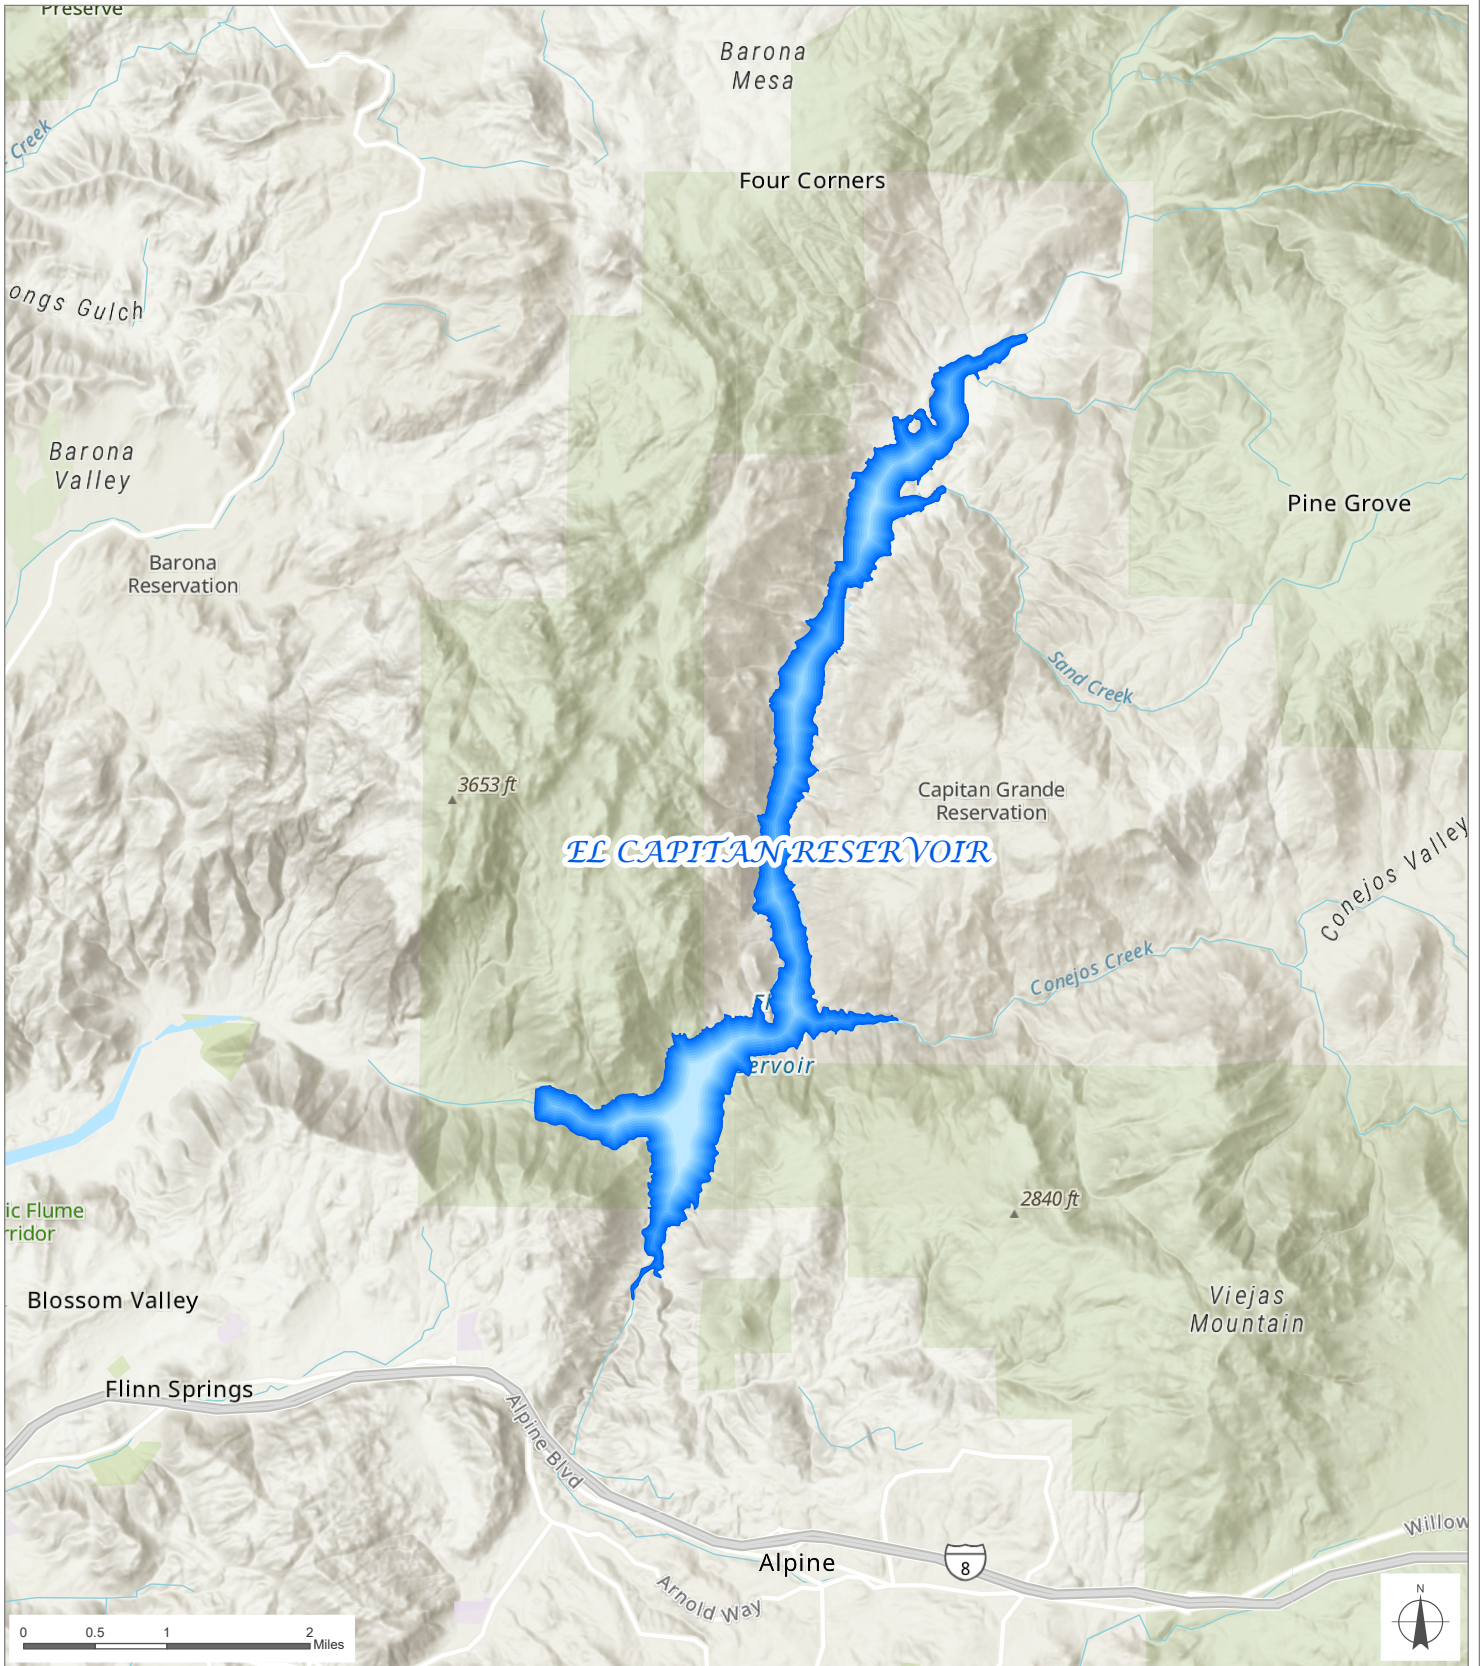 Preserve
Barona
Mesa
Creek
Four Corners
ongs Gulch
Barona
Valley
Pine Grove
Barona
Reservation
Sand Creek
3653 ft
Capitan Grande
Reservation
EL CAPITAN RESERVOIR
Conejos Valley
Conejos Creek
El
ervoir
2840 ft
ic Flume
rridor
Blossom Valley
Viejas
Mountain
Flinn Springs
Alpine Blvd
Willow
Alpine
8
Arnold Way
N
0 0.5 1 2
Miles